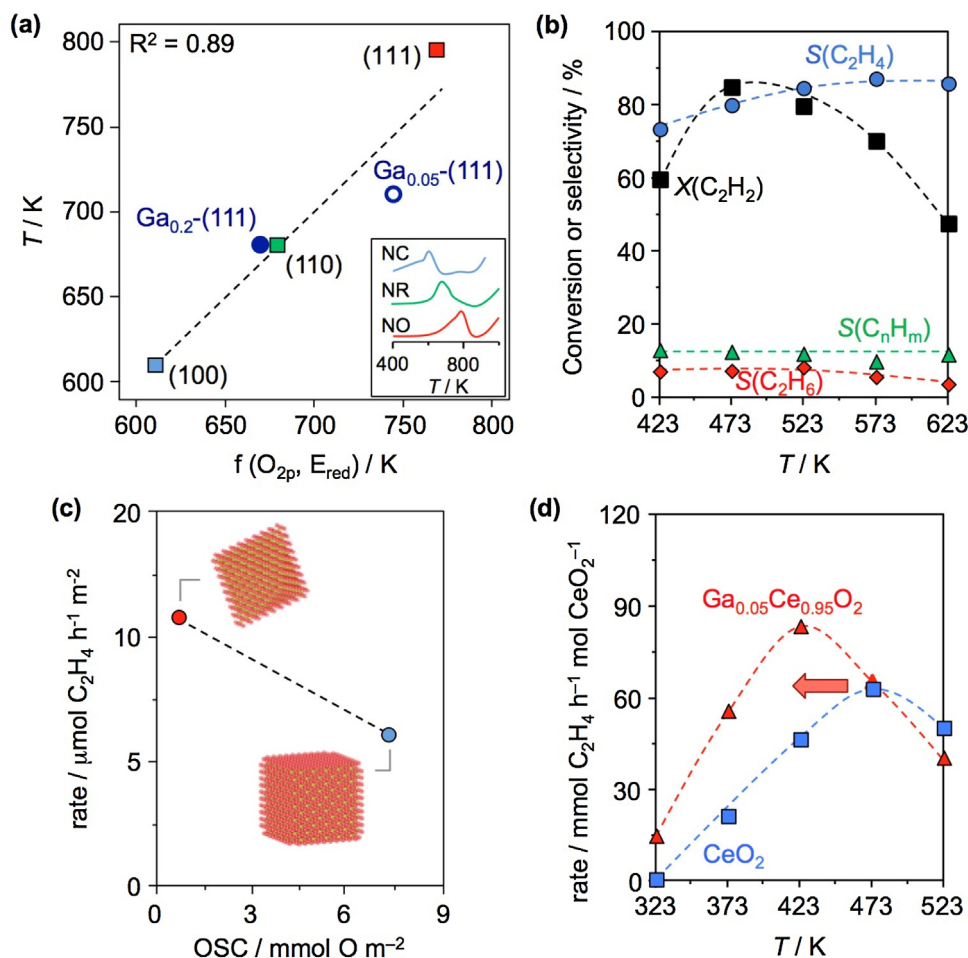 (a)
R² = 0.89
800
750
700
650
600
T / K
(111)
Ga0.05-(111)
Ga0.2-(111)
(110)
(100)
NC
NR
NO
400 800
T / K
600 650 700 750 800
f (O2p, Ered) / K
(b)
100
80
60
40
20
0
Conversion or selectivity / %
S(C2H4)
X(C2H2)
S(CnHm)
S(C2H6)
423 473 523 573 623
T / K
(c)
20
10
5
0
rate / µmol C2H4 h⁻¹ m⁻²
0 3 6 9
OSC / mmol O m⁻²
(d)
120
90
60
30
0
rate / mmol C2H4 h⁻¹ mol CeO2⁻¹
Ga0.05Ce0.95O2
CeO2
323 373 423 473 523
T / K